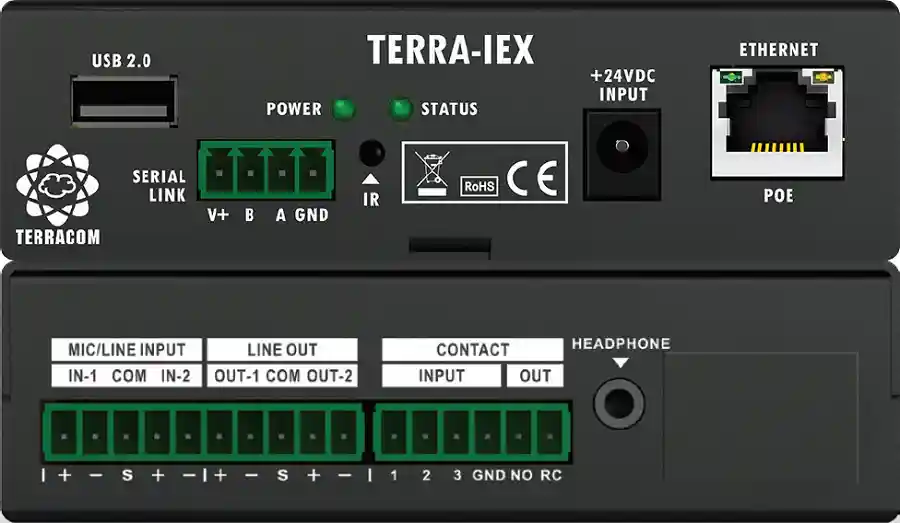 TERRA-IEX
USB 2.0
POWER
STATUS
+24VDC
INPUT
ETHERNET
SERIAL
LINK
V+ B A GND
IR
RoHS
CE
POE
TERRACOM
MIC/LINE INPUT
LINE OUT
CONTACT
HEADPHONE
IN-1 COM IN-2
OUT-1 COM OUT-2
INPUT
OUT
| + − S + − | + − S + − | 1 2 3 GND NO RC